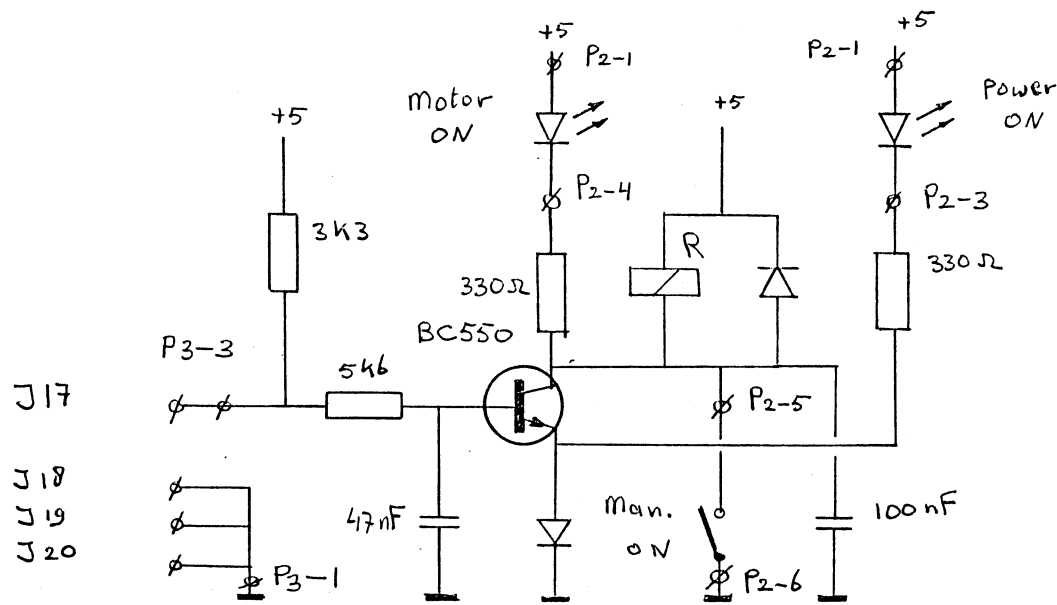 +5
P2-1
Motor
ON
P2-4
330Ω
BC550
+5
3k3
P3-3
5k6
J17
J18
J19
J20
P3-1
47nF
+5
R
P2-5
Man.
ON
P2-6
100nF
+5
P2-1
Power
ON
P2-3
330Ω